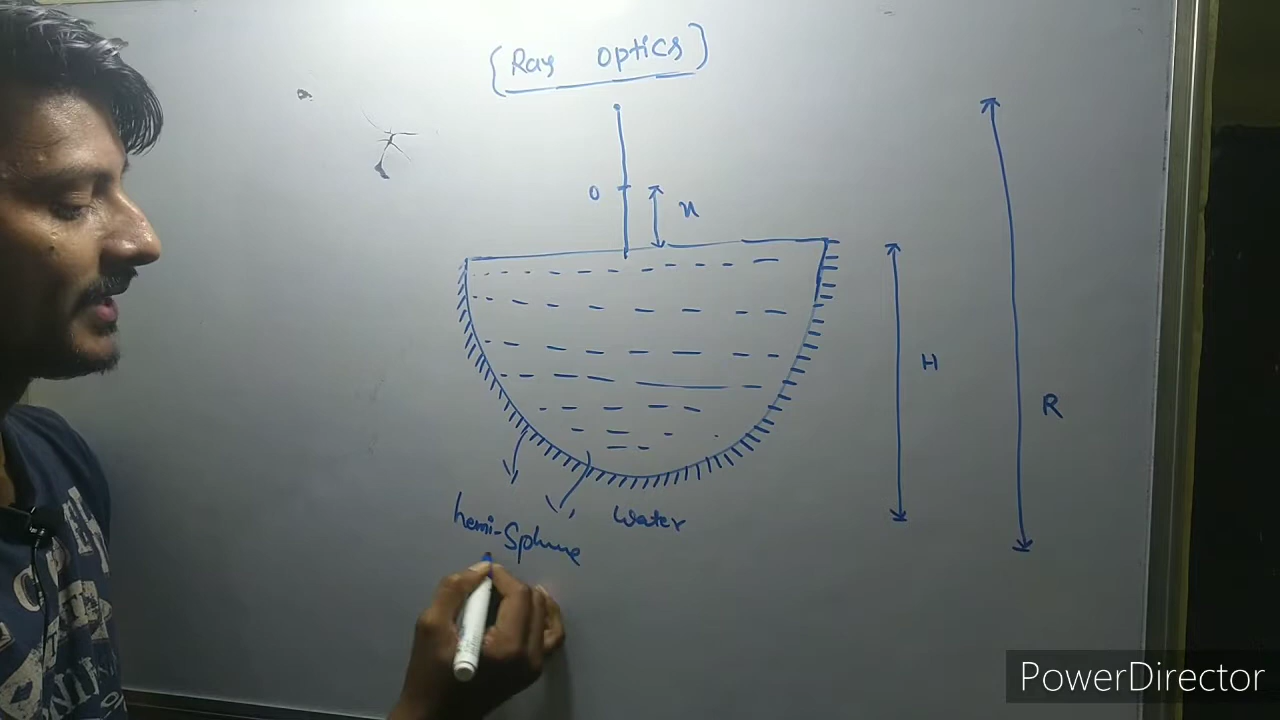 (Ray optics)
O
x
H
R
hemi-Sphere
Water
PowerDirector